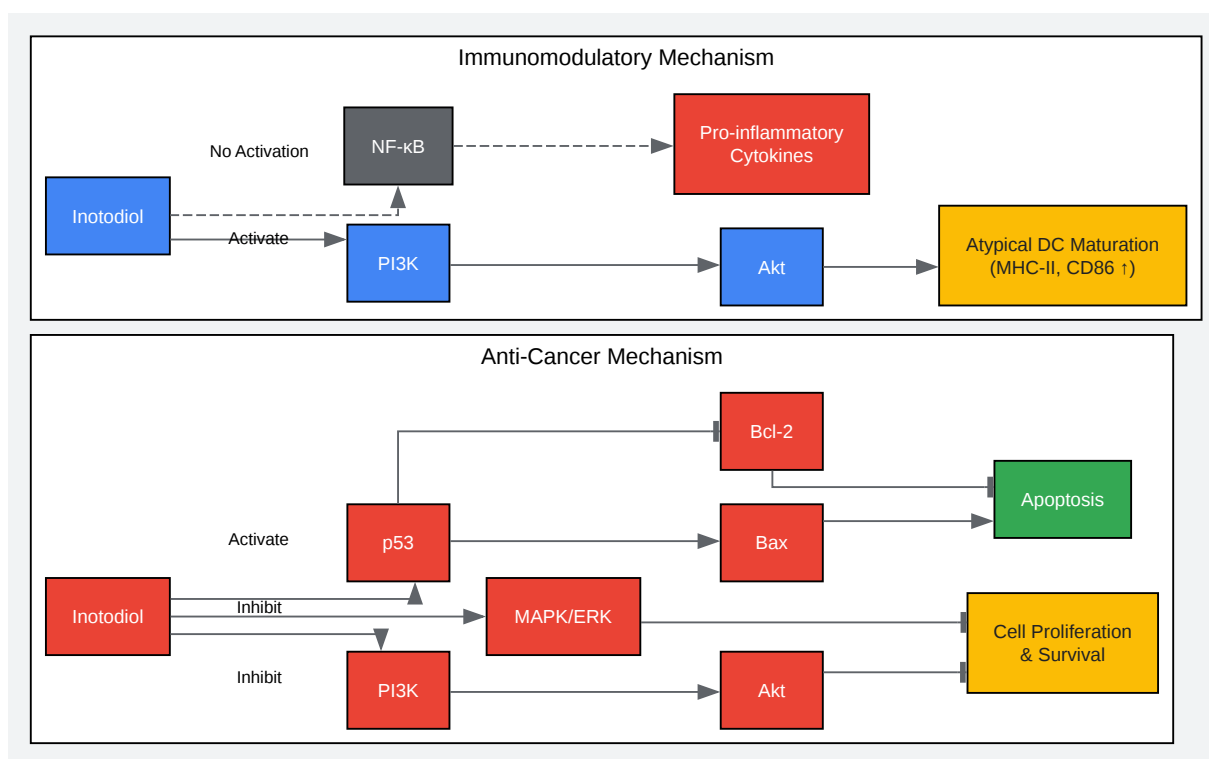 Immunomodulatory Mechanism
No Activation
NF-κB
Pro-inflammatory
Cytokines
Inotodiol
Activate
PI3K
Akt
Atypical DC Maturation
(MHC-II, CD86 ↑)
Anti-Cancer Mechanism
Bcl-2
Apoptosis
Activate
p53
Bax
Inotodiol
Inhibit
MAPK/ERK
Cell Proliferation
& Survival
Inhibit
PI3K
Akt